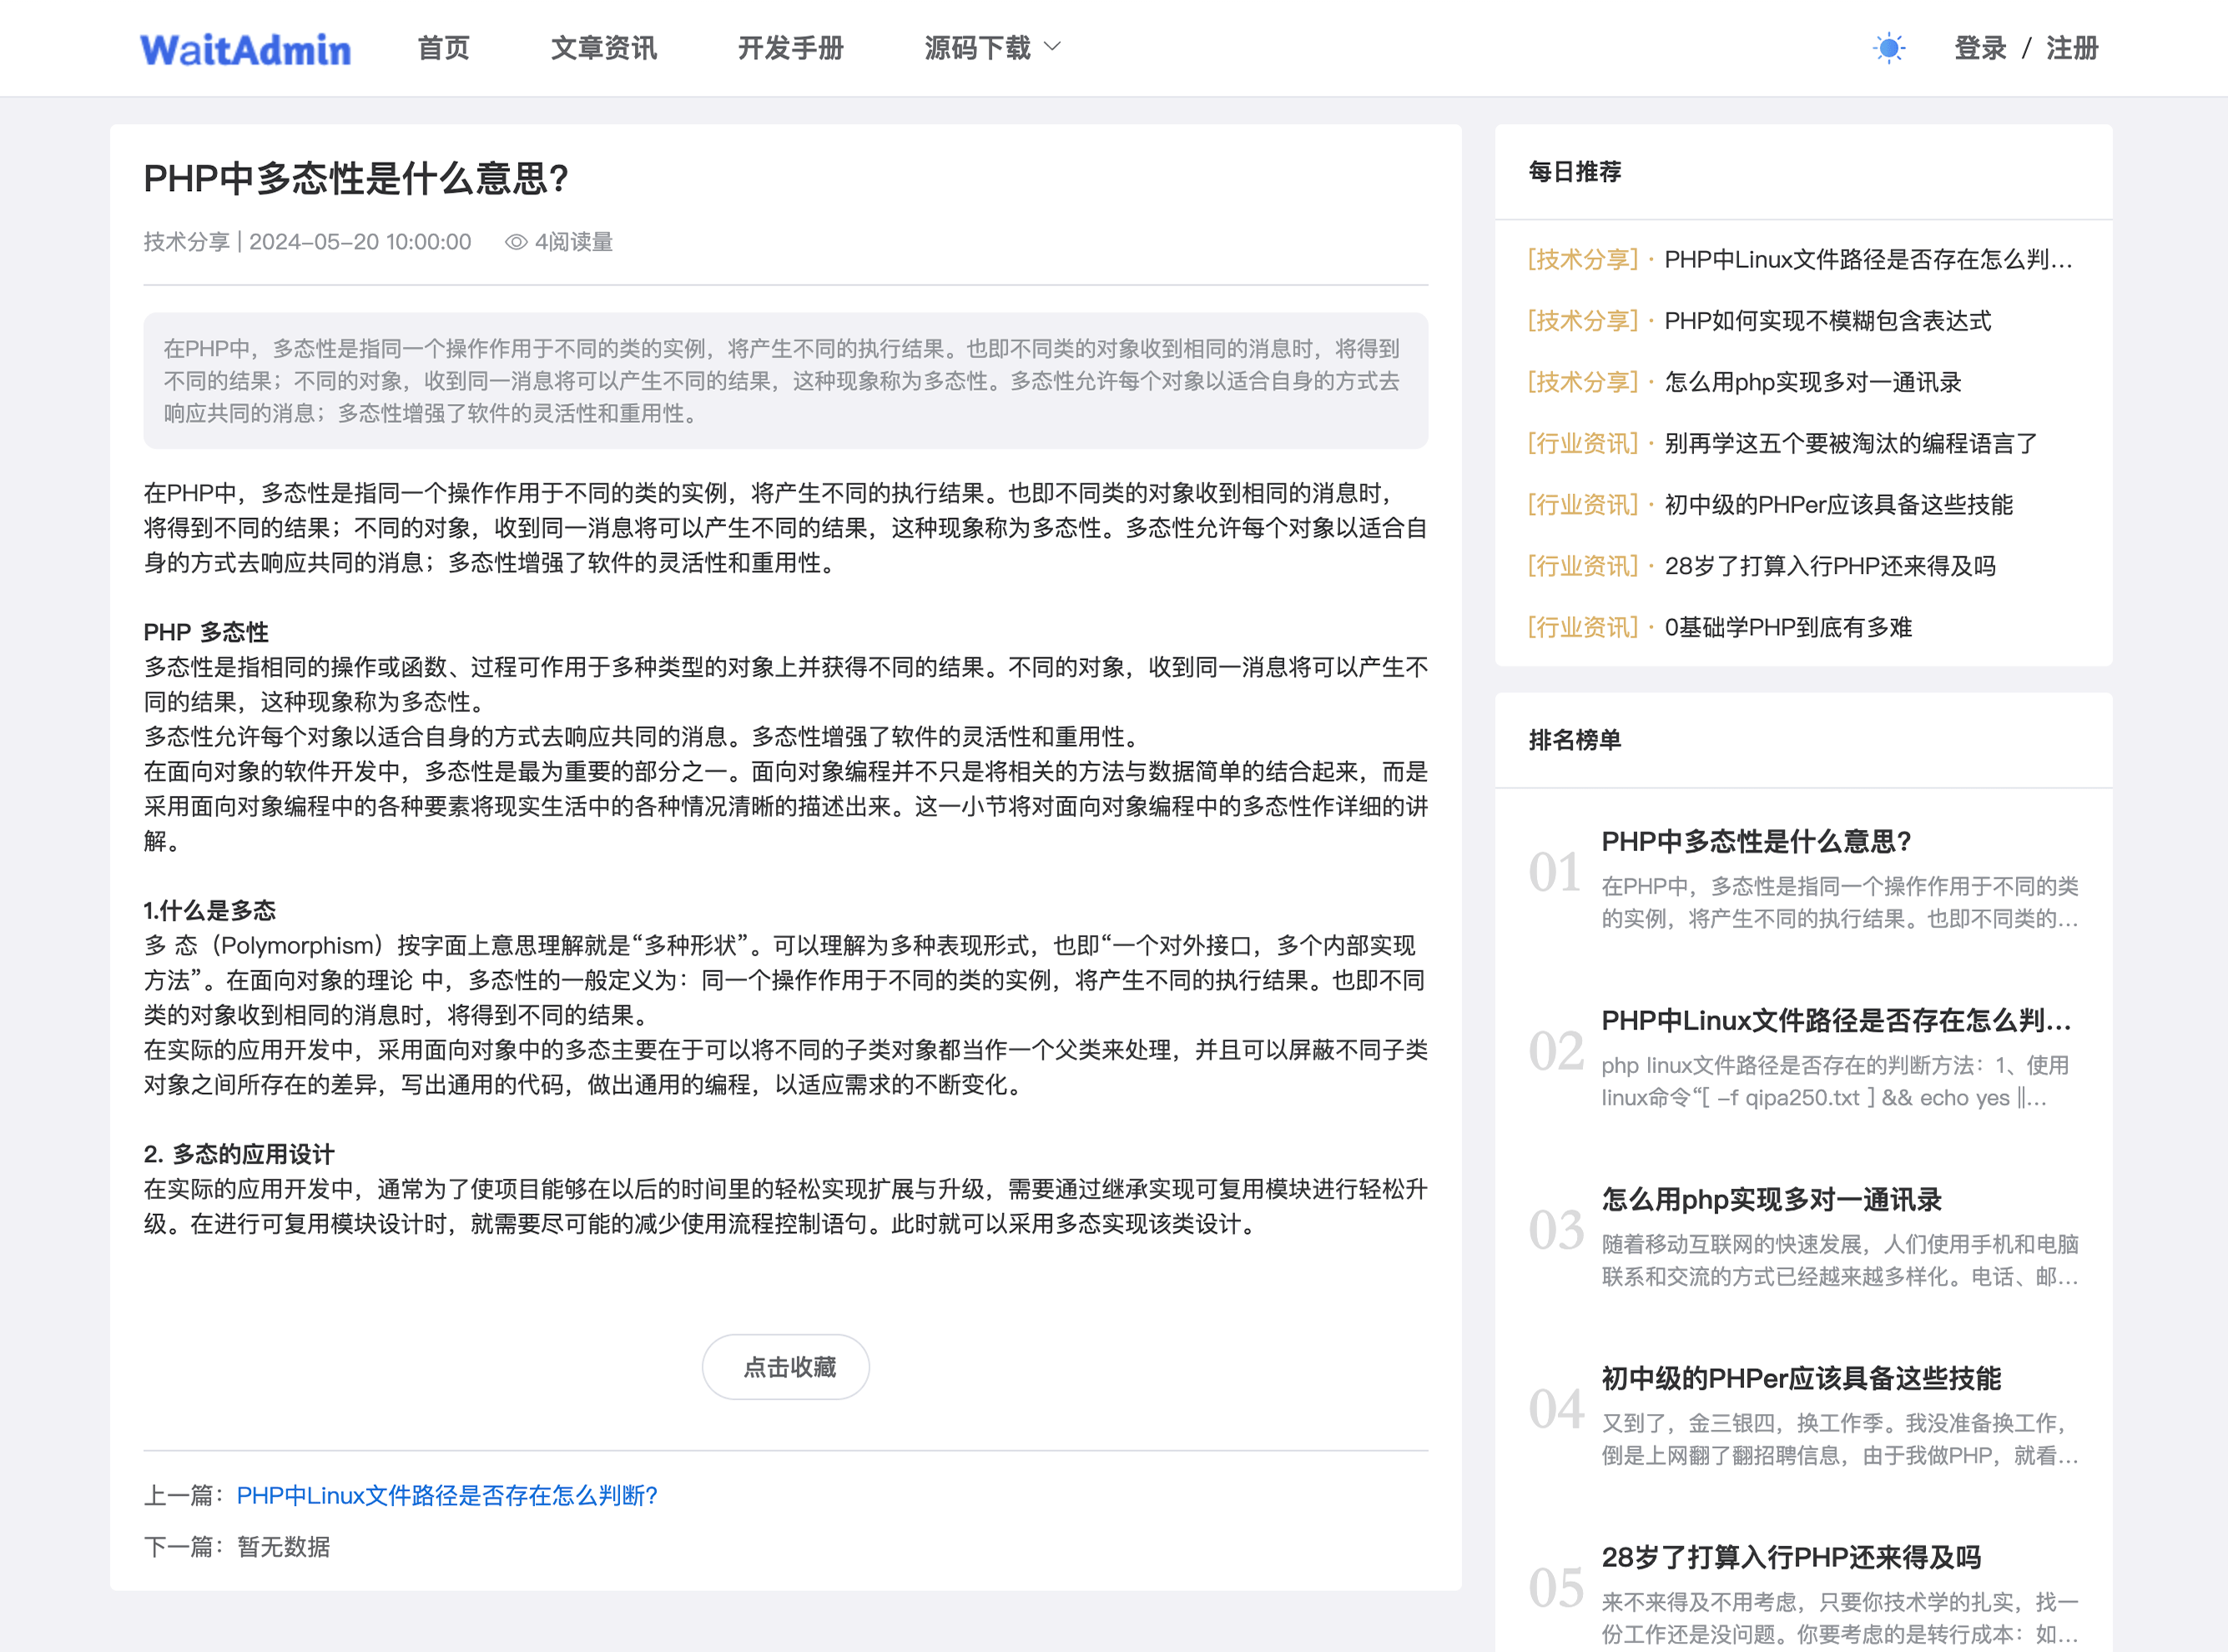 WaitAdmin 首页 文章资讯 开发手册 源码下载 登录 / 注册
PHP中多态性是什么意思?
技术分享 | 2024-05-20 10:00:00 4阅读量
在PHP中，多态性是指同一个操作作用于不同的类的实例，将产生不同的执行结果。也即不同类的对象收到相同的消息时，将得到
不同的结果；不同的对象，收到同一消息将可以产生不同的结果，这种现象称为多态性。多态性允许每个对象以适合自身的方式去
响应共同的消息；多态性增强了软件的灵活性和重用性。
在PHP中，多态性是指同一个操作作用于不同的类的实例，将产生不同的执行结果。也即不同类的对象收到相同的消息时，
将得到不同的结果；不同的对象，收到同一消息将可以产生不同的结果，这种现象称为多态性。多态性允许每个对象以适合自
身的方式去响应共同的消息；多态性增强了软件的灵活性和重用性。
PHP 多态性
多态性是指相同的操作或函数、过程可作用于多种类型的对象上并获得不同的结果。不同的对象，收到同一消息将可以产生不
同的结果，这种现象称为多态性。
多态性允许每个对象以适合自身的方式去响应共同的消息。多态性增强了软件的灵活性和重用性。
在面向对象的软件开发中，多态性是最为重要的部分之一。面向对象编程并不只是将相关的方法与数据简单的结合起来，而是
采用面向对象编程中的各种要素将现实生活中的各种情况清晰的描述出来。这一小节将对面向对象编程中的多态性作详细的讲
解。
1.什么是多态
多 态（Polymorphism）按字面上意思理解就是“多种形状”。可以理解为多种表现形式，也即“一个对外接口，多个内部实现
方法”。在面向对象的理论 中，多态性的一般定义为：同一个操作作用于不同的类的实例，将产生不同的执行结果。也即不同
类的对象收到相同的消息时，将得到不同的结果。
在实际的应用开发中，采用面向对象中的多态主要在于可以将不同的子类对象都当作一个父类来处理，并且可以屏蔽不同子类
对象之间所存在的差异，写出通用的代码，做出通用的编程，以适应需求的不断变化。
2. 多态的应用设计
在实际的应用开发中，通常为了使项目能够在以后的时间里的轻松实现扩展与升级，需要通过继承实现可复用模块进行轻松升
级。在进行可复用模块设计时，就需要尽可能的减少使用流程控制语句。此时就可以采用多态实现该类设计。
点击收藏
上一篇：PHP中Linux文件路径是否存在怎么判断?
下一篇：暂无数据
每日推荐
[技术分享] · PHP中Linux文件路径是否存在怎么判...
[技术分享] · PHP如何实现不模糊包含表达式
[技术分享] · 怎么用php实现多对一通讯录
[行业资讯] · 别再学这五个要被淘汰的编程语言了
[行业资讯] · 初中级的PHPer应该具备这些技能
[行业资讯] · 28岁了打算入行PHP还来得及吗
[行业资讯] · 0基础学PHP到底有多难
排名榜单
01
PHP中多态性是什么意思?
在PHP中，多态性是指同一个操作作用于不同的类
的实例，将产生不同的执行结果。也即不同类的...
02
PHP中Linux文件路径是否存在怎么判...
php linux文件路径是否存在的判断方法：1、使用
linux命令“[ -f qipa250.txt ] && echo yes ||...
03
怎么用php实现多对一通讯录
随着移动互联网的快速发展，人们使用手机和电脑
联系和交流的方式已经越来越多样化。电话、邮...
04
初中级的PHPer应该具备这些技能
又到了，金三银四，换工作季。我没准备换工作，
倒是上网翻了翻招聘信息，由于我做PHP，就看...
05
28岁了打算入行PHP还来得及吗
来不来得及不用考虑，只要你技术学的扎实，找一
份工作还是没问题。你要考虑的是转行成本：如...